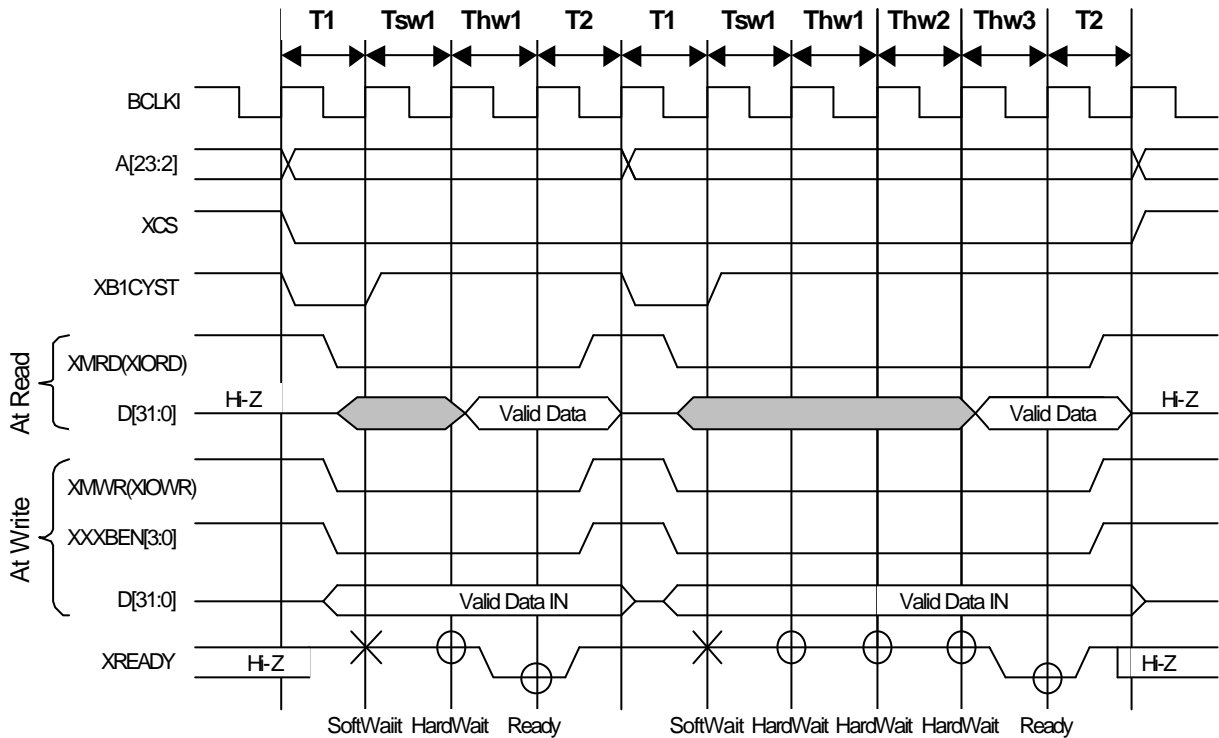 T1 Tsw1 Thw1 T2 T1 Tsw1 Thw1 Thw2 Thw3 T2
BCLKI
A[23:2]
XCS
XB1CYST
At Read
XMRD(XIORD)
D[31:0] Hi-Z Valid Data Valid Data Hi-Z
At Write
XMWR(XIOWR)
XXXBEN[3:0]
D[31:0] Valid Data IN Valid Data IN
XREADY Hi-Z Hi-Z
SoftWaiit HardWait Ready SoftWait HardWait HardWait HardWait Ready